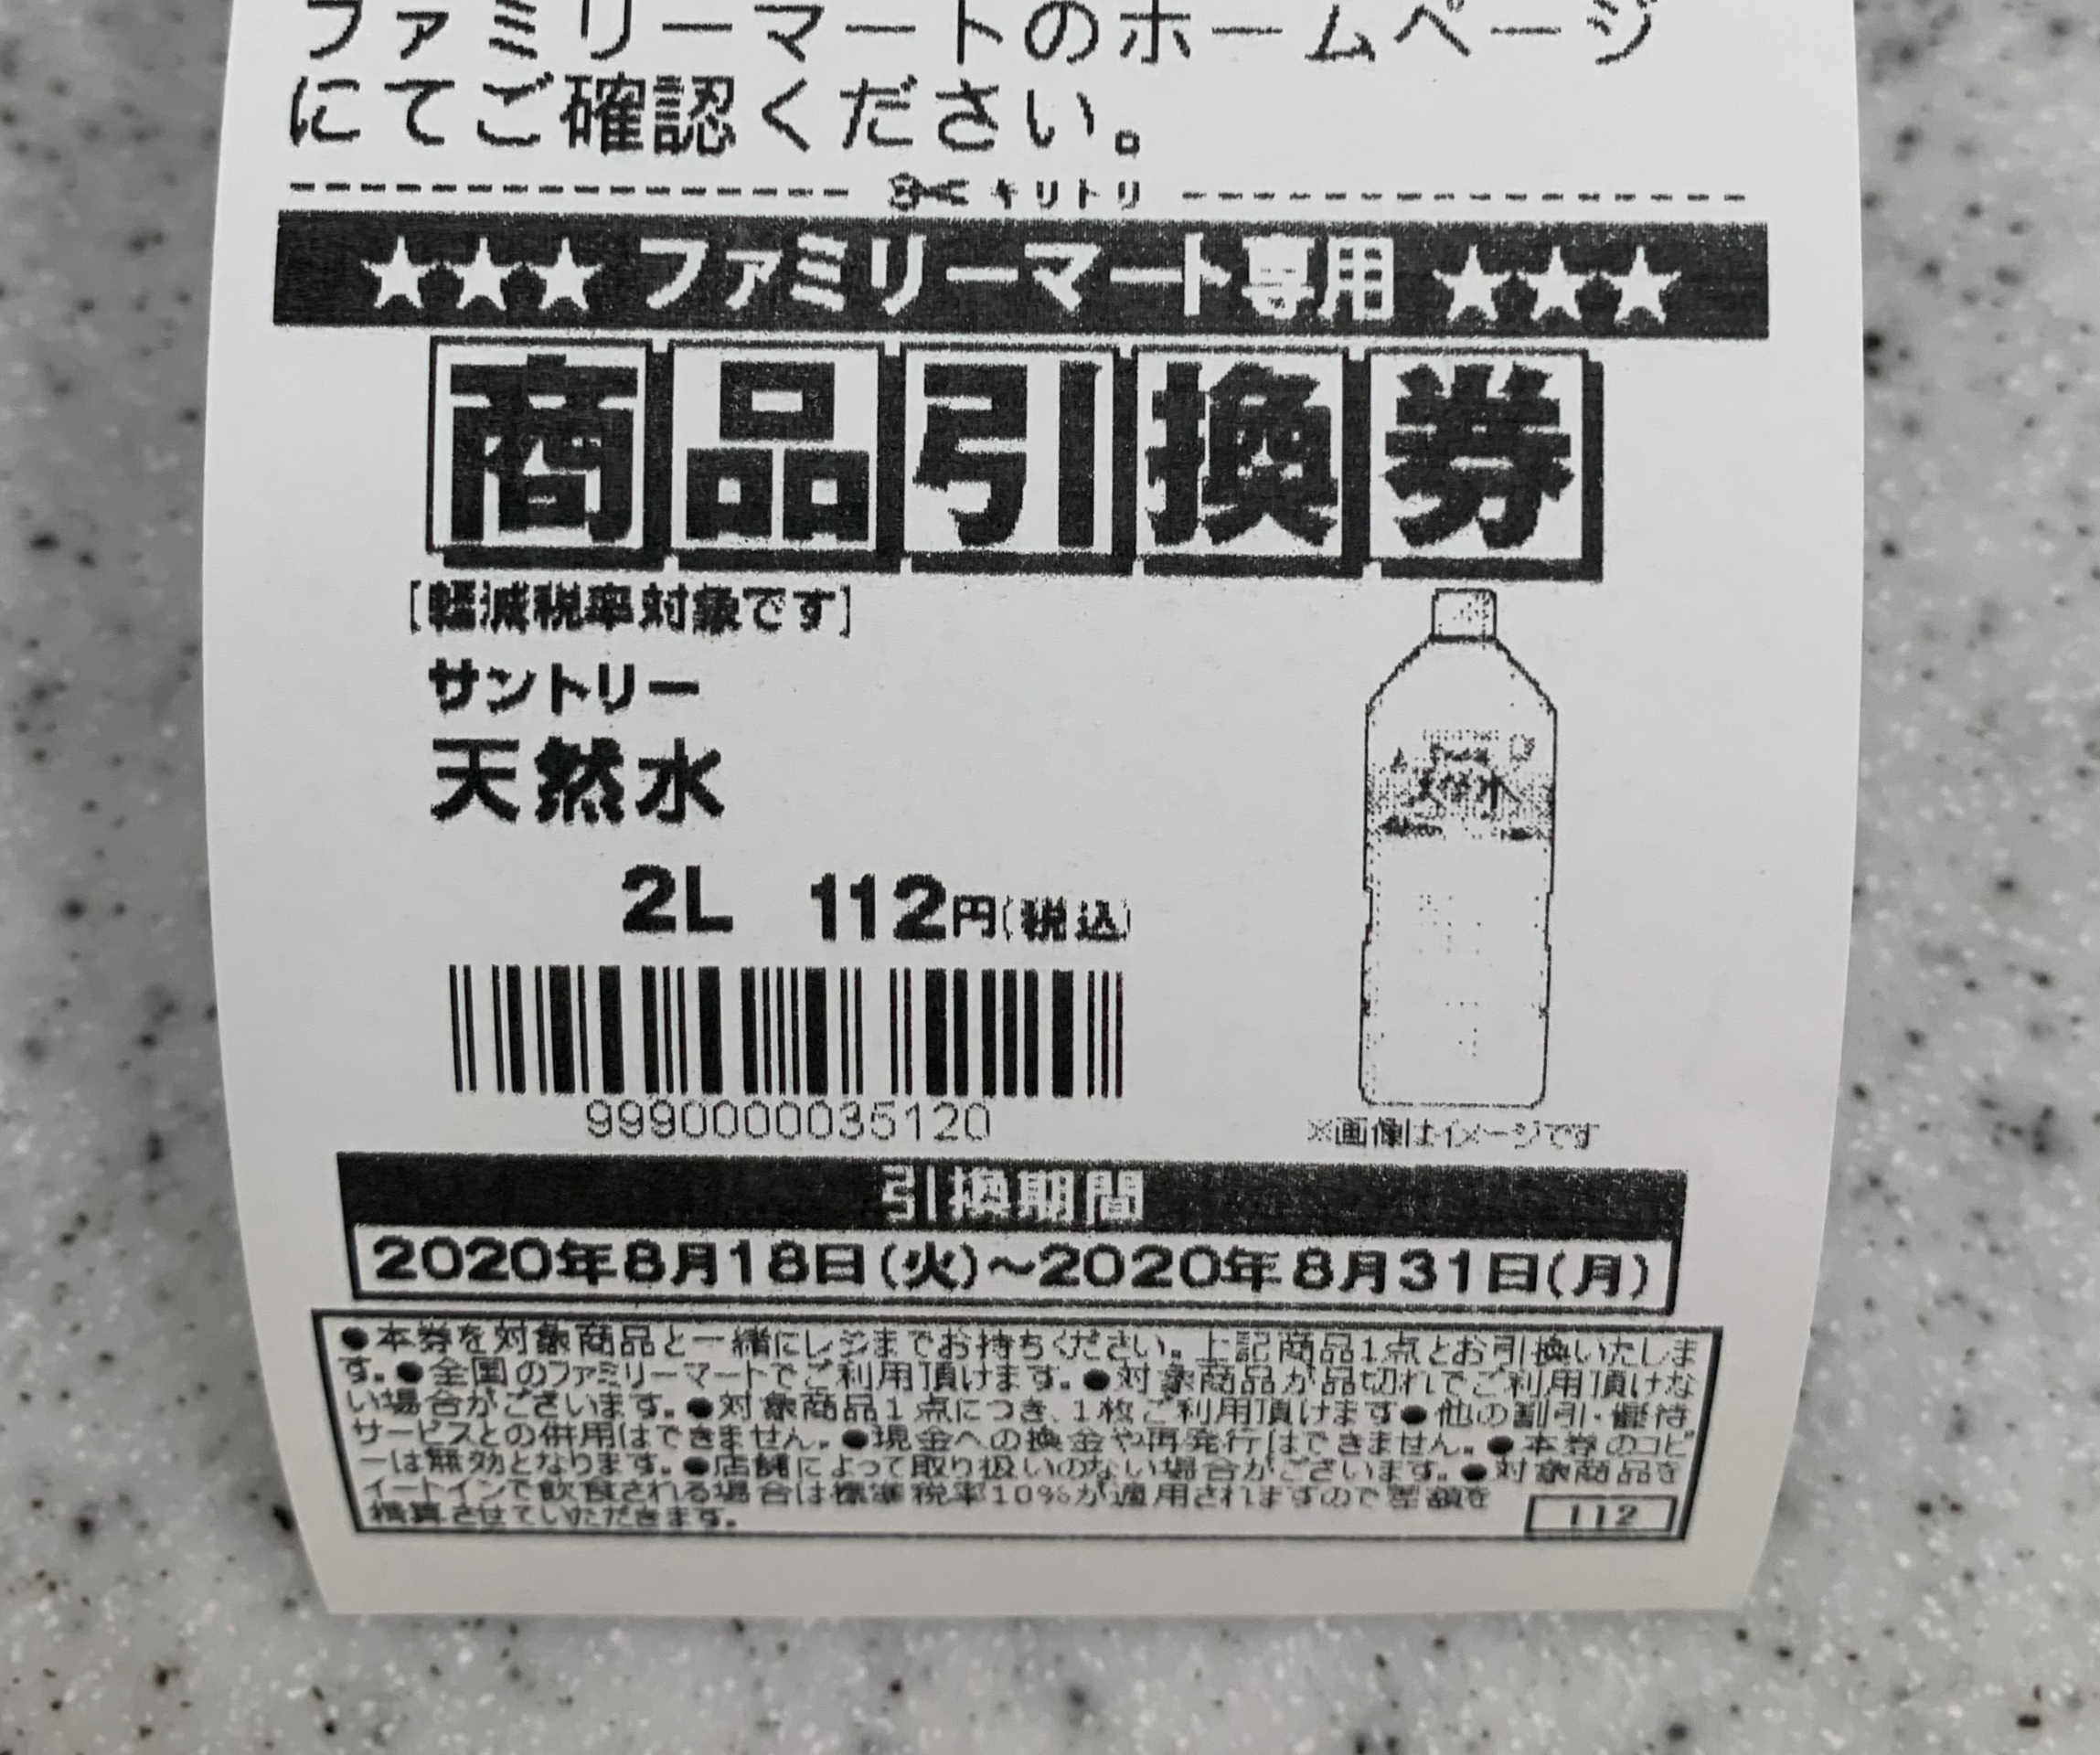 ファミリーマートのホームページ
にてご確認ください。
キリトリ
★★★ ファミリーマート専用 ★★★
商品引換券
[軽減税率対象です]
サントリー
天然水
天然水
2L 112円(税込)
9990000035120
※画像はイメージです
引換期間
2020年8月18日(火)~2020年8月31日(月)
●本券を対象商品と一緒にレジまでお持ちください。上記商品1点とお引換いたしま
す。●全国のファミリーマートでご利用頂けます。●対象商品が品切れでご利用頂けな
い場合がございます。●対象商品1点につき、1枚ご利用頂けます●他の割引・優待
サービスとの併用はできません。●現金への換金や再発行はできません。●本券のコピ
ーは無効となります。●店舗によって取り扱いのない場合がございます。●対象商品を
イートインで飲食される場合は標準税率10%が適用されますので差額を
精算させていただきます。
112